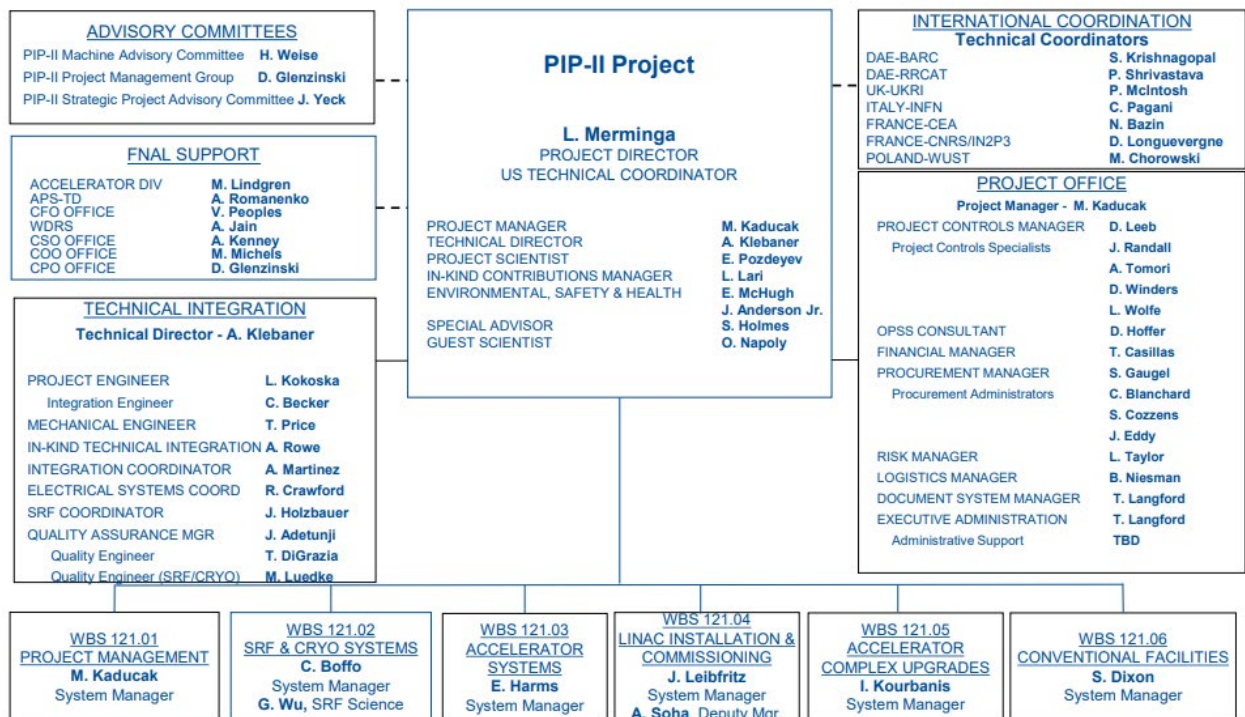 ADVISORY COMMITTEES
PIP-II Machine Advisory Committee H. Weise
PIP-II Project Management Group D. Glenzinski
PIP-II Strategic Project Advisory Committee J. Yeck
FNAL SUPPORT
ACCELERATOR DIV M. Lindgren
APS-TD A. Romanenko
CFO OFFICE V. Peoples
WDRS A. Jain
CSO OFFICE A. Kenney
COO OFFICE M. Michels
CPO OFFICE D. Glenzinski
TECHNICAL INTEGRATION
Technical Director - A. Klebaner
PROJECT ENGINEER L. Kokoska
Integration Engineer C. Becker
MECHANICAL ENGINEER T. Price
IN-KIND TECHNICAL INTEGRATION A. Rowe
INTEGRATION COORDINATOR A. Martinez
ELECTRICAL SYSTEMS COORD R. Crawford
SRF COORDINATOR J. Holzbauer
QUALITY ASSURANCE MGR J. Adetunji
Quality Engineer T. DiGrazia
Quality Engineer (SRF/CRYO) M. Luedke
PIP-II Project
L. Merminga
PROJECT DIRECTOR
US TECHNICAL COORDINATOR
PROJECT MANAGER M. Kaducak
TECHNICAL DIRECTOR A. Klebaner
PROJECT SCIENTIST E. Pozdeyev
IN-KIND CONTRIBUTIONS MANAGER L. Lari
ENVIRONMENTAL, SAFETY & HEALTH E. McHugh
J. Anderson Jr.
SPECIAL ADVISOR S. Holmes
GUEST SCIENTIST O. Napoly
INTERNATIONAL COORDINATION
Technical Coordinators
DAE-BARC S. Krishnagopal
DAE-RRCAT P. Shrivastava
UK-UKRI P. McIntosh
ITALY-INFN C. Pagani
FRANCE-CEA N. Bazin
FRANCE-CNRS/IN2P3 D. Longuevergne
POLAND-WUST M. Chorowski
PROJECT OFFICE
Project Manager - M. Kaducak
PROJECT CONTROLS MANAGER D. Leeb
Project Controls Specialists J. Randall
A. Tomori
D. Winders
L. Wolfe
OPSS CONSULTANT D. Hoffer
FINANCIAL MANAGER T. Casillas
PROCUREMENT MANAGER S. Gaugel
Procurement Administrators C. Blanchard
S. Cozzens
J. Eddy
RISK MANAGER L. Taylor
LOGISTICS MANAGER B. Niesman
DOCUMENT SYSTEM MANAGER T. Langford
EXECUTIVE ADMINISTRATION T. Langford
Administrative Support TBD
WBS 121.01
PROJECT MANAGEMENT
M. Kaducak
System Manager
WBS 121.02
SRF & CRYO SYSTEMS
C. Boffo
System Manager
G. Wu, SRF Science
WBS 121.03
ACCELERATOR
SYSTEMS
E. Harms
System Manager
WBS 121.04
LINAC INSTALLATION &
COMMISSIONING
J. Leibfritz
System Manager
A. Soha, Deputy Mgr
WBS 121.05
ACCELERATOR
COMPLEX UPGRADES
I. Kourbanis
System Manager
WBS 121.06
CONVENTIONAL FACILITIES
S. Dixon
System Manager